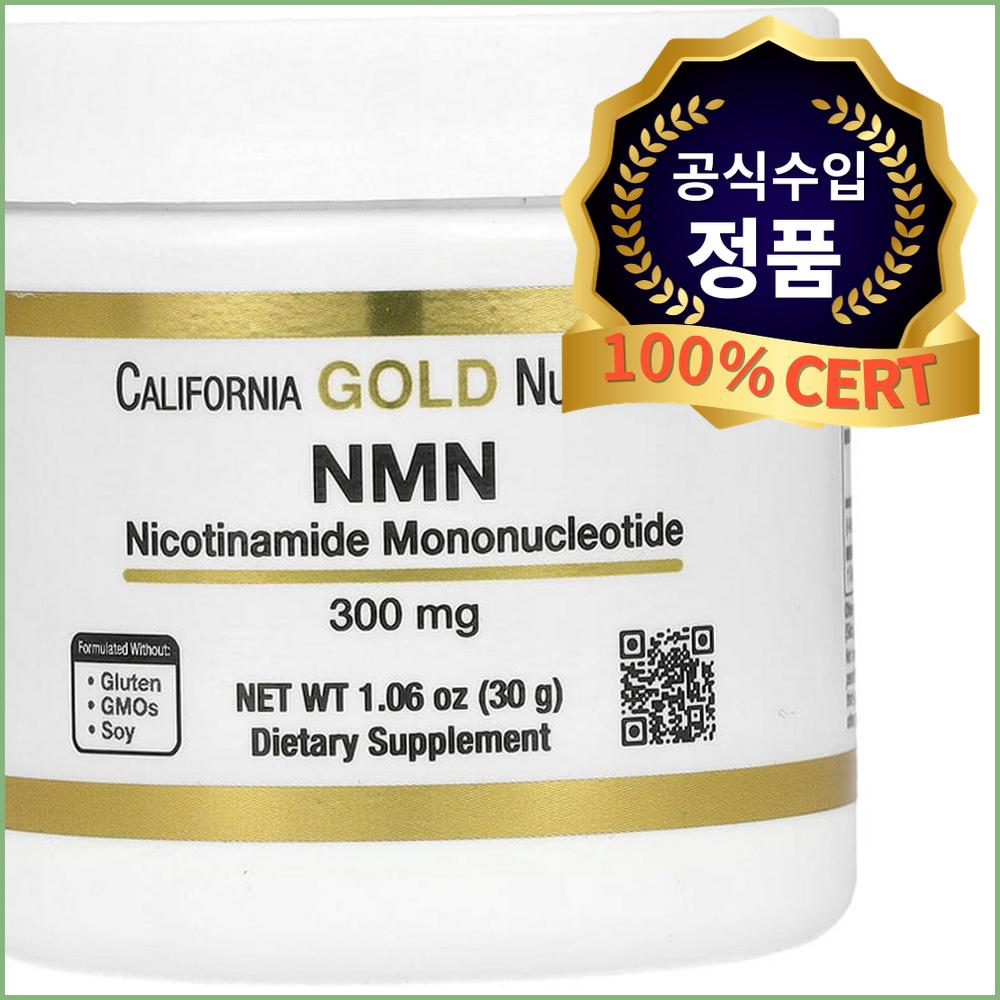 공식수입
정품
100% CERT
CALIFORNIA GOLD
NMN
Nicotinamide Mononucleotide
300 mg
Formulated Without:
• Gluten
• GMOs
• Soy
NET WT 1.06 oz (30 g)
Dietary Supplement